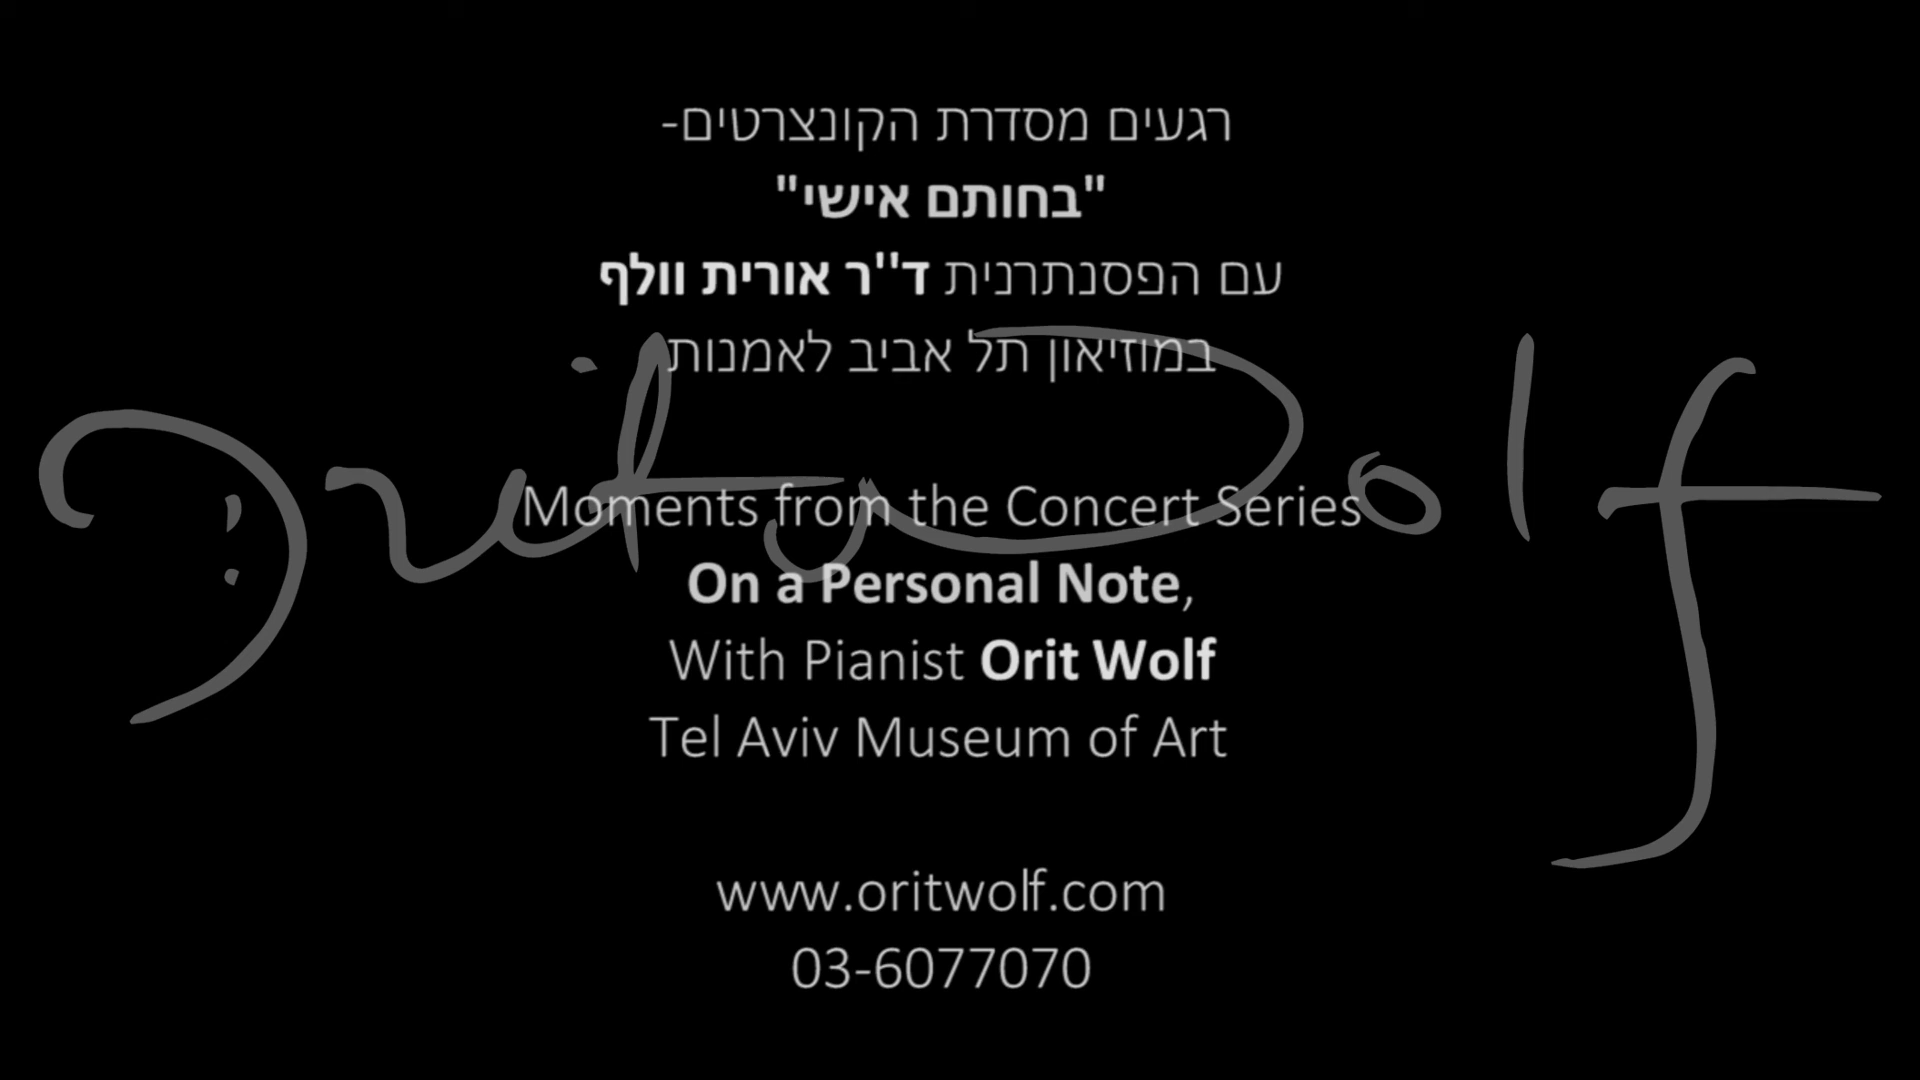 רגעים מסדרת הקונצרטים-
"בחותם אישי"
עם הפסנתרנית ד''ר אורית וולף
במוזיאון תל אביב לאמנות
Orit Wolf
Moments from the Concert Series
On a Personal Note,
With Pianist Orit Wolf
Tel Aviv Museum of Art
www.oritwolf.com
03-6077070